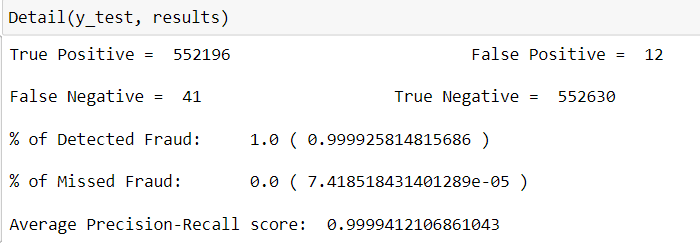 Detail(y_test, results)
True Positive =  552196                              False Positive =  12
False Negative =  41                        True Negative =  552630
% of Detected Fraud:     1.0 ( 0.999925814815686 )
% of Missed Fraud:       0.0 ( 7.418518431401289e-05 )
Average Precision-Recall score:  0.9999412106861043